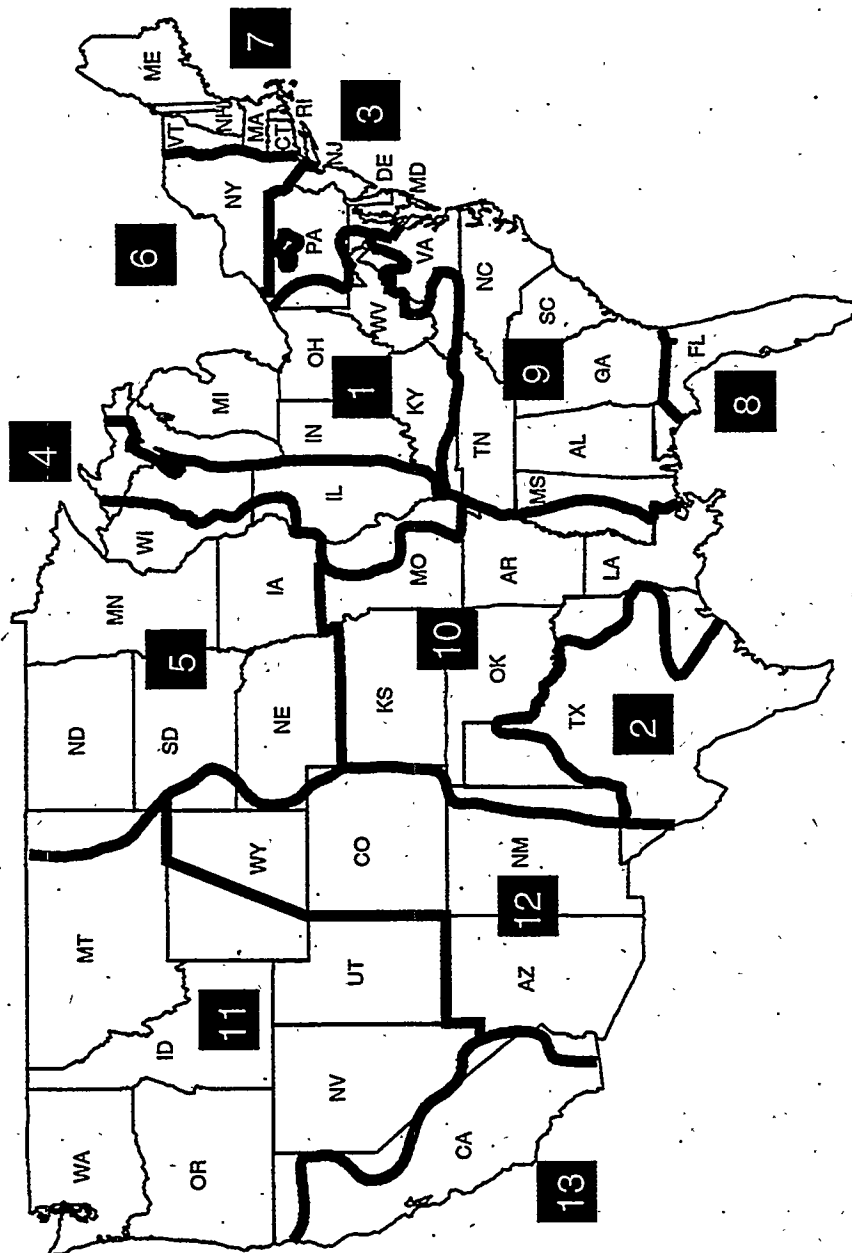 WA
MT
ND
MN
ME
VT
NH
7
4
6
MA
NY
CT
RI
3
OR
ID
11
SD
5
WI
MI
PA
NJ
DE
MD
WY
NE
IA
IL
IN
OH
1
WV
VA
NV
UT
CO
KS
MO
KY
10
CA
AZ
12
NM
OK
AR
TN
NC
9
SC
13
TX
2
LA
MS
AL
GA
8
FL